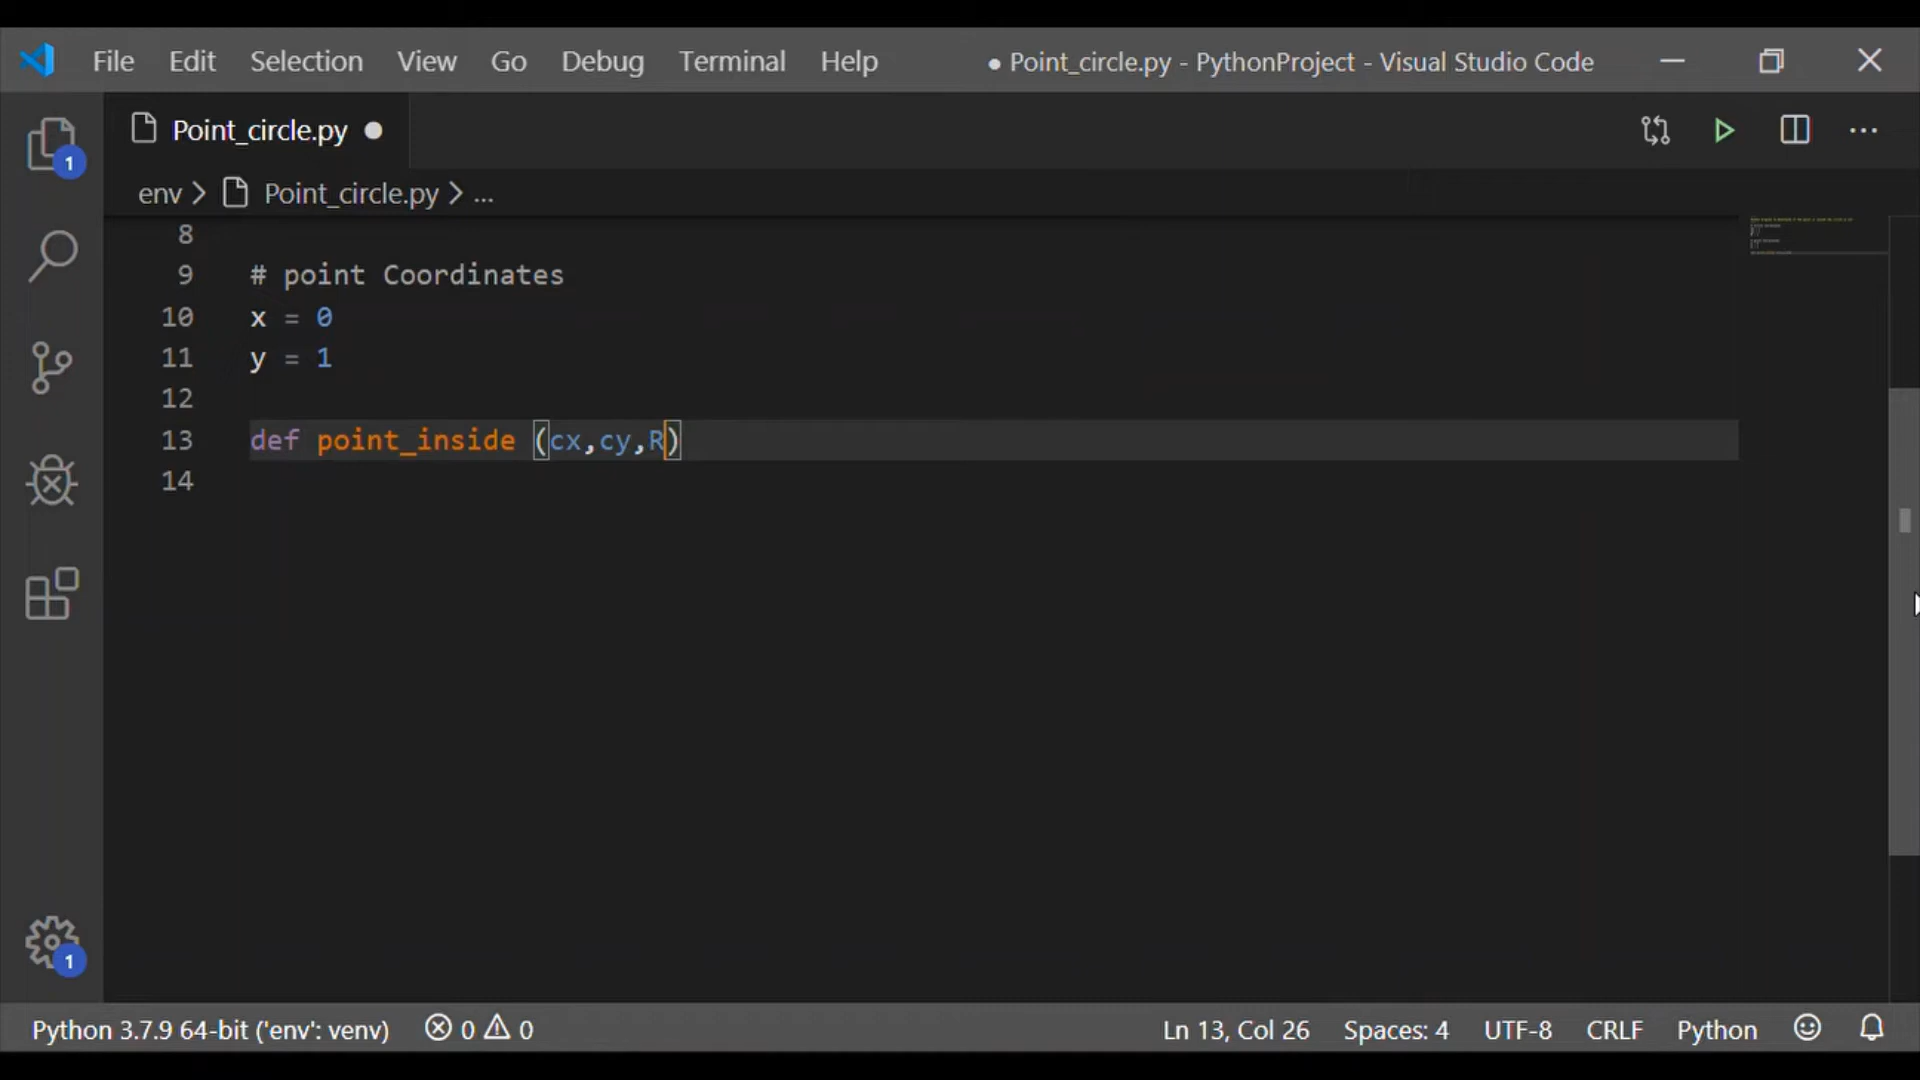 File Edit Selection View Go Debug Terminal Help ● Point_circle.py - PythonProject - Visual Studio Code
Point_circle.py ●
env > Point_circle.py > ...
8
9 # point Coordinates
10 x = 0
11 y = 1
12
13 def point_inside (cx,cy,R)
14
1
1
Python 3.7.9 64-bit ('env': venv) 0 0 Ln 13, Col 26 Spaces: 4 UTF-8 CRLF Python